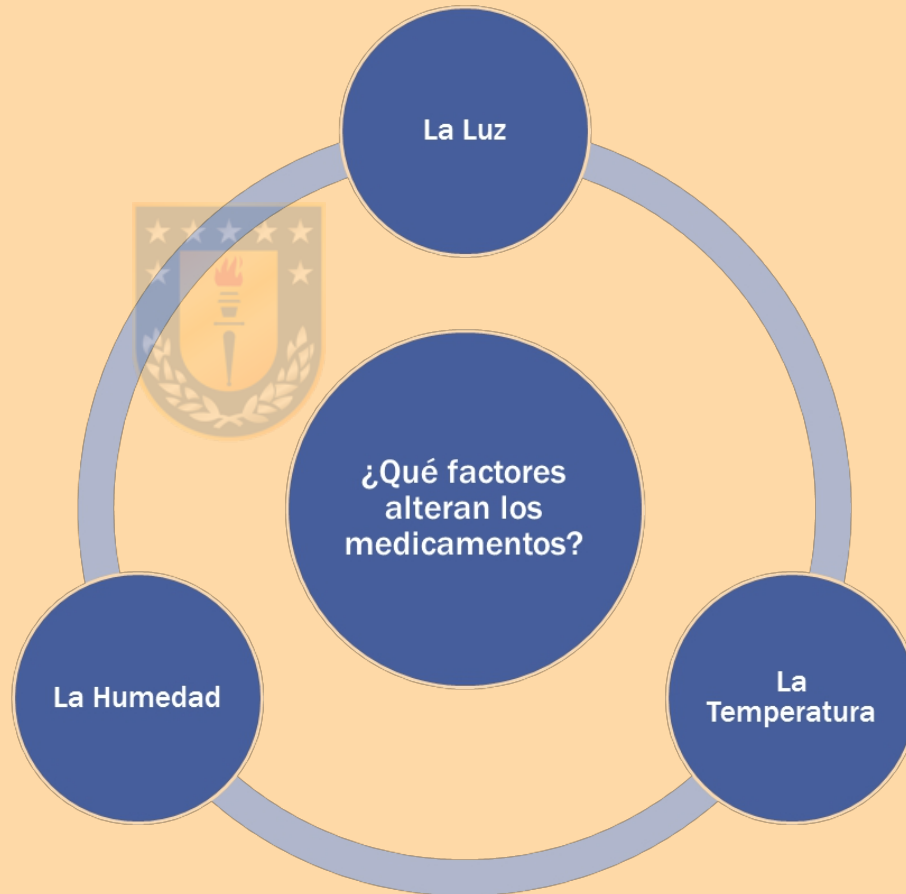 La Luz
¿Qué factores
alteran los
medicamentos?
La Humedad
La
Temperatura